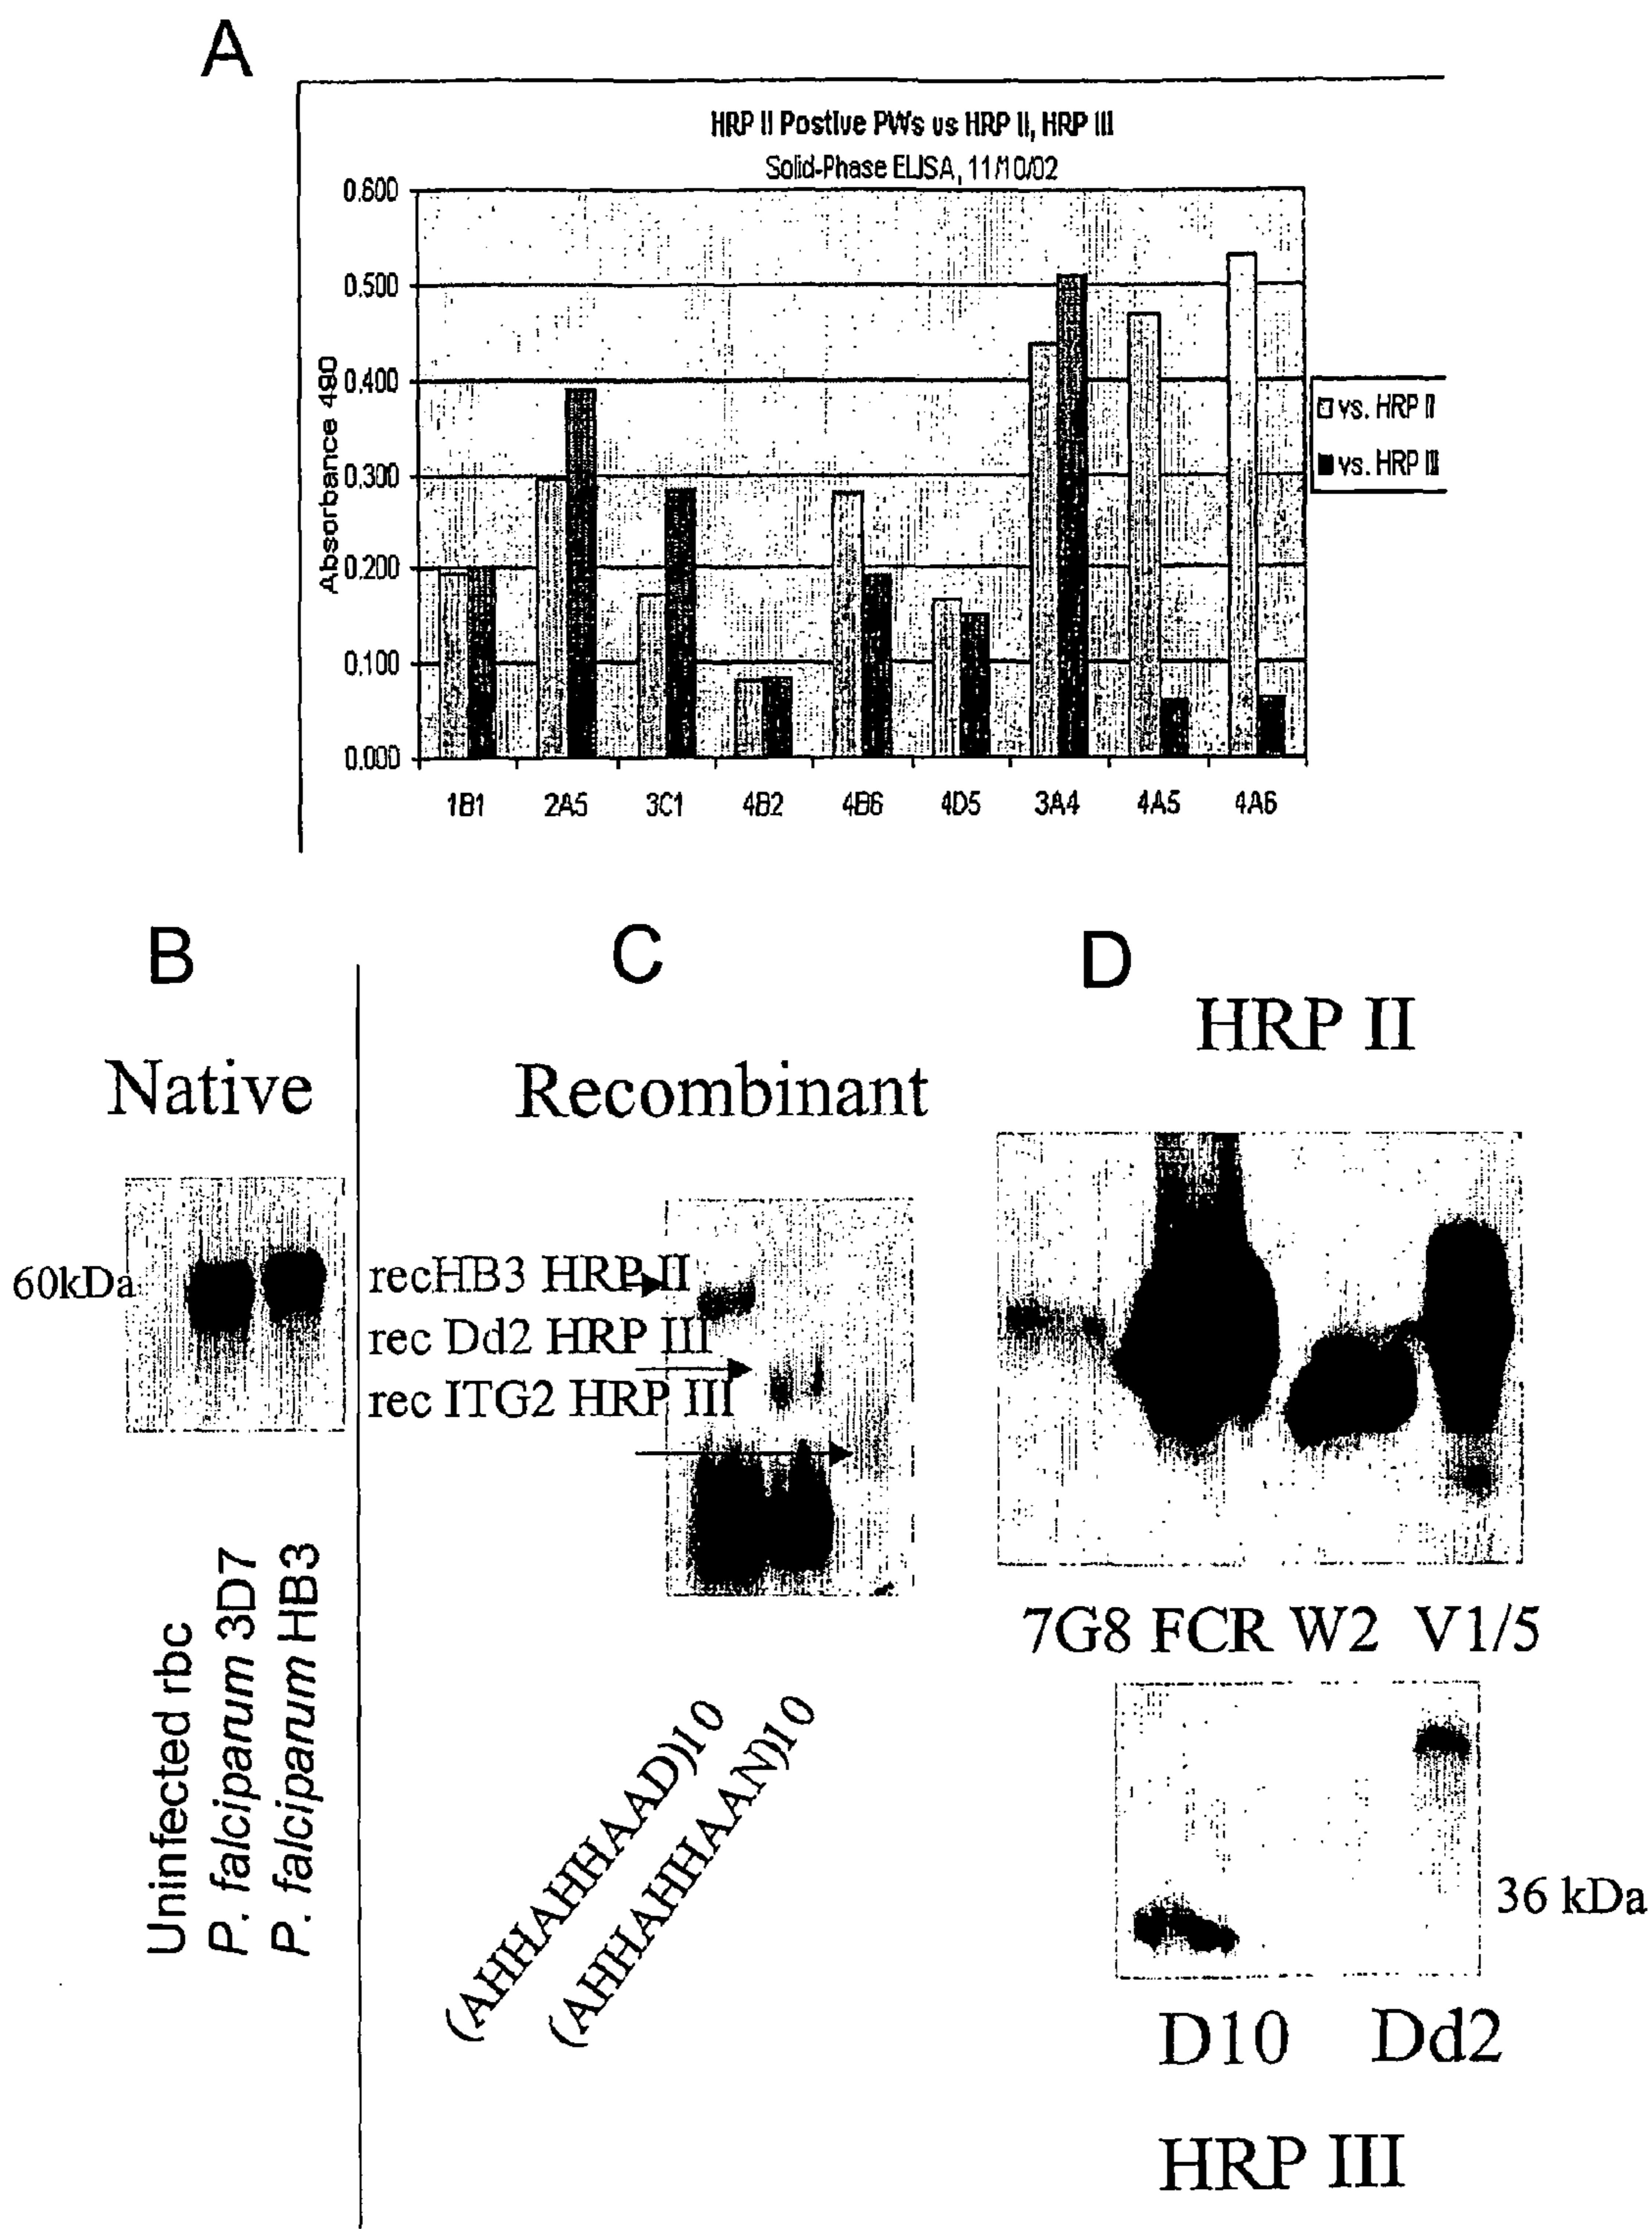 A
HRP II Postive PWs vs HRP II, HRP III
Solid-Phase ELISA, 11/10/02
Absorbance 490
0.600
0.500
0.400
0.300
0.200
0.100
0.000
1B1 2A5 3C1 4B2 4B6 4D5 3A4 4A5 4A6
vs. HRP II
vs. HRP III
B
Native
60kDa
Uninfected rbc
P. falciparum 3D7
P. falciparum HB3
C
Recombinant
recHB3 HRP II
rec Dd2 HRP III
rec ITG2 HRP III
(AHHAHHAAD)10
(AHHAHHAAN)10
D
HRP II
7G8 FCR W2 V1/5
36 kDa
D10 Dd2
HRP III